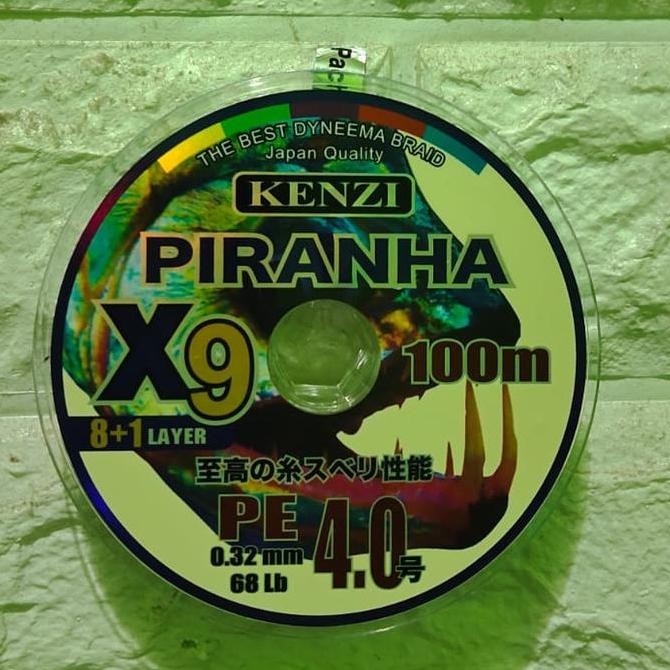 Pach
THE BEST DYNEEMA BRAID
Japan Quality
KENZI
PIRANHA
X9
100m
8+1 LAYER
至高の糸スベリ性能
PE 4.0号
0.32 mm
68 Lb